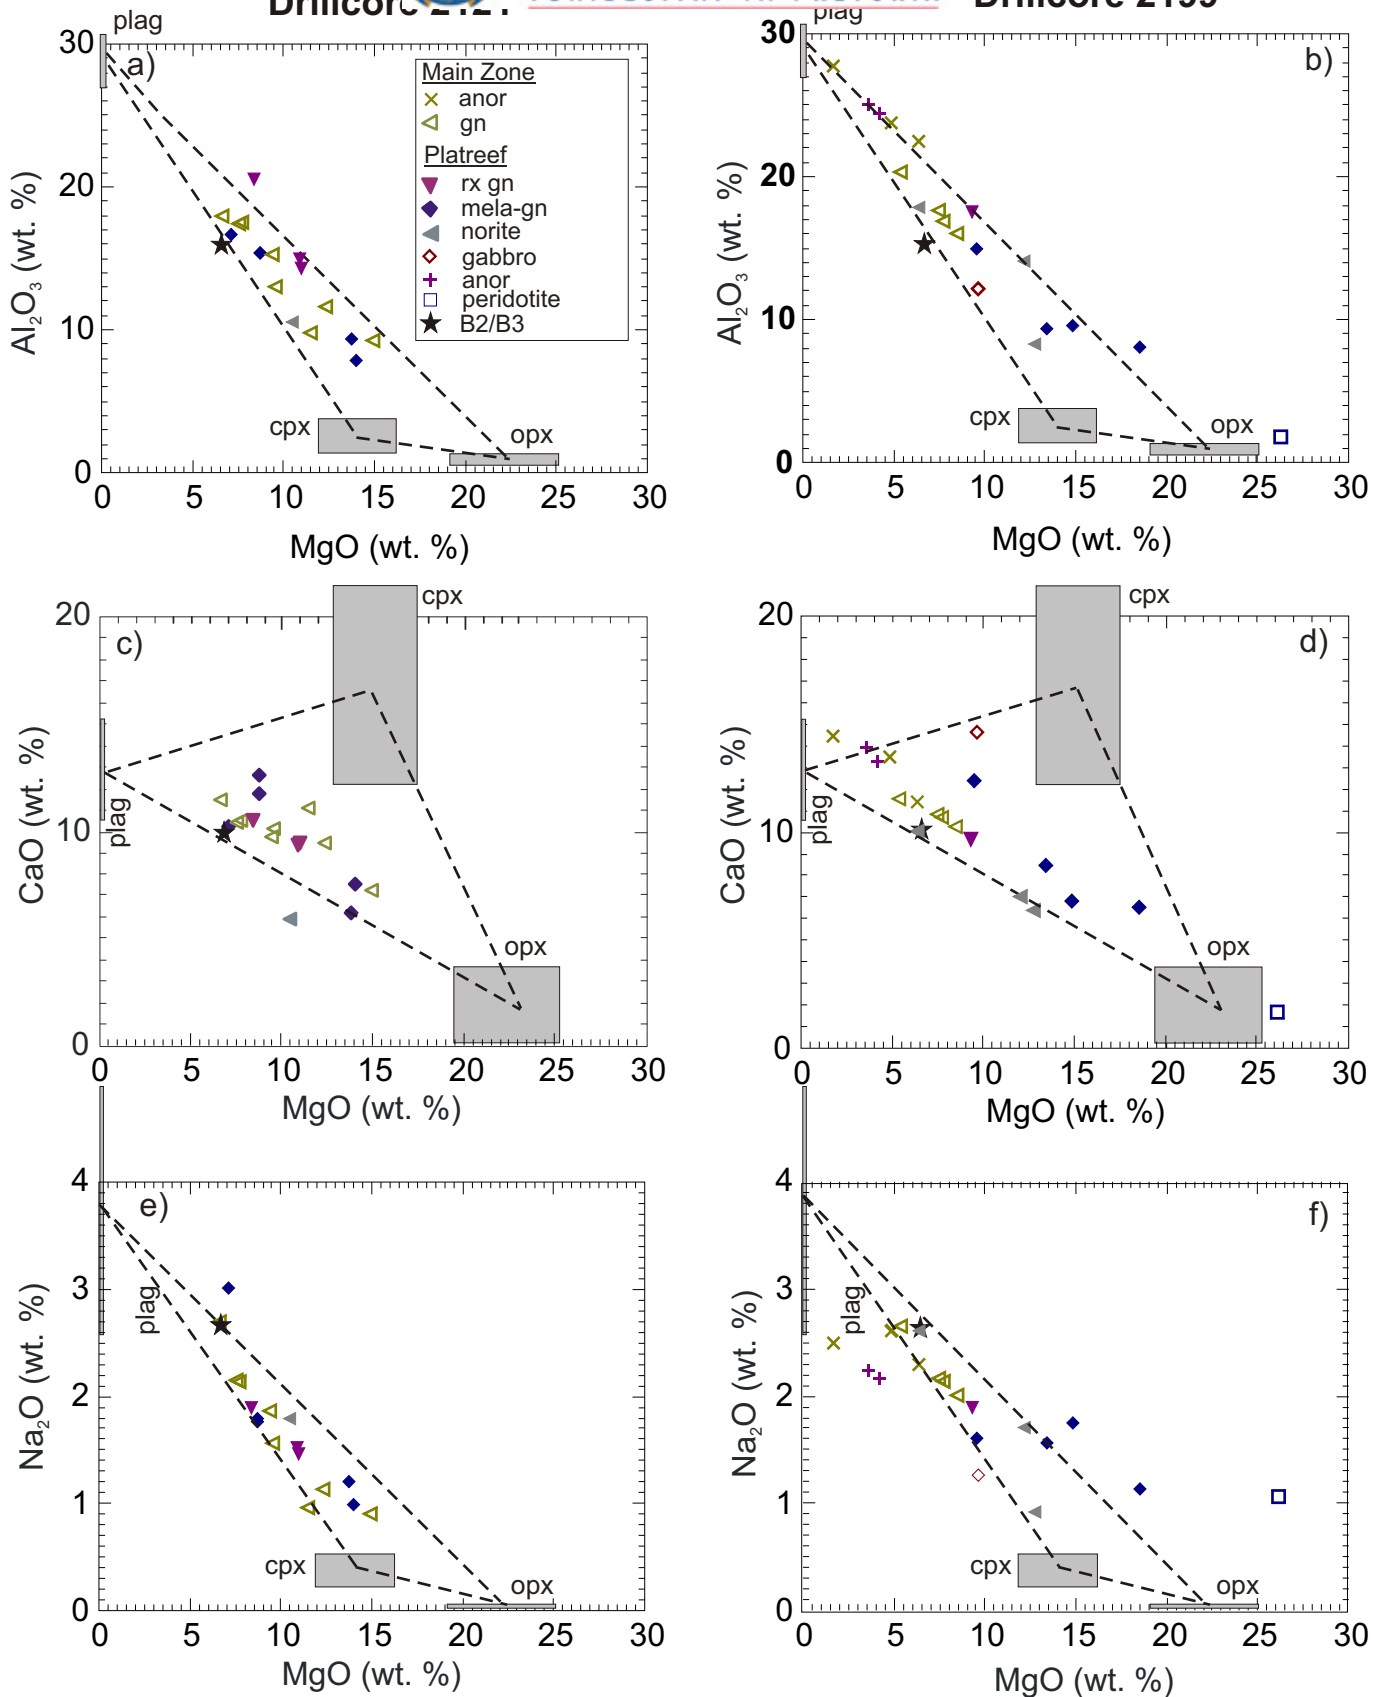 plag
plag
a)
30
20
10
0
Al₂O₃ (wt. %)
Main Zone
anor
gn
Platreef
rx gn
mela-gn
norite
gabbro
anor
peridotite
B2/B3
cpx
opx
0 5 10 15 20 25 30
MgO (wt. %)
b)
30
20
10
0
Al₂O₃ (wt. %)
cpx
opx
0 5 10 15 20 25 30
MgO (wt. %)
c)
20
10
0
CaO (wt. %)
cpx
plag
opx
0 5 10 15 20 25 30
MgO (wt. %)
d)
20
10
0
CaO (wt. %)
cpx
plag
opx
0 5 10 15 20 25 30
MgO (wt. %)
e)
4
3
2
1
0
Na₂O (wt. %)
plag
cpx
opx
0 5 10 15 20 25 30
MgO (wt. %)
f)
4
3
2
1
0
Na₂O (wt. %)
plag
cpx
opx
0 5 10 15 20 25 30
MgO (wt. %)